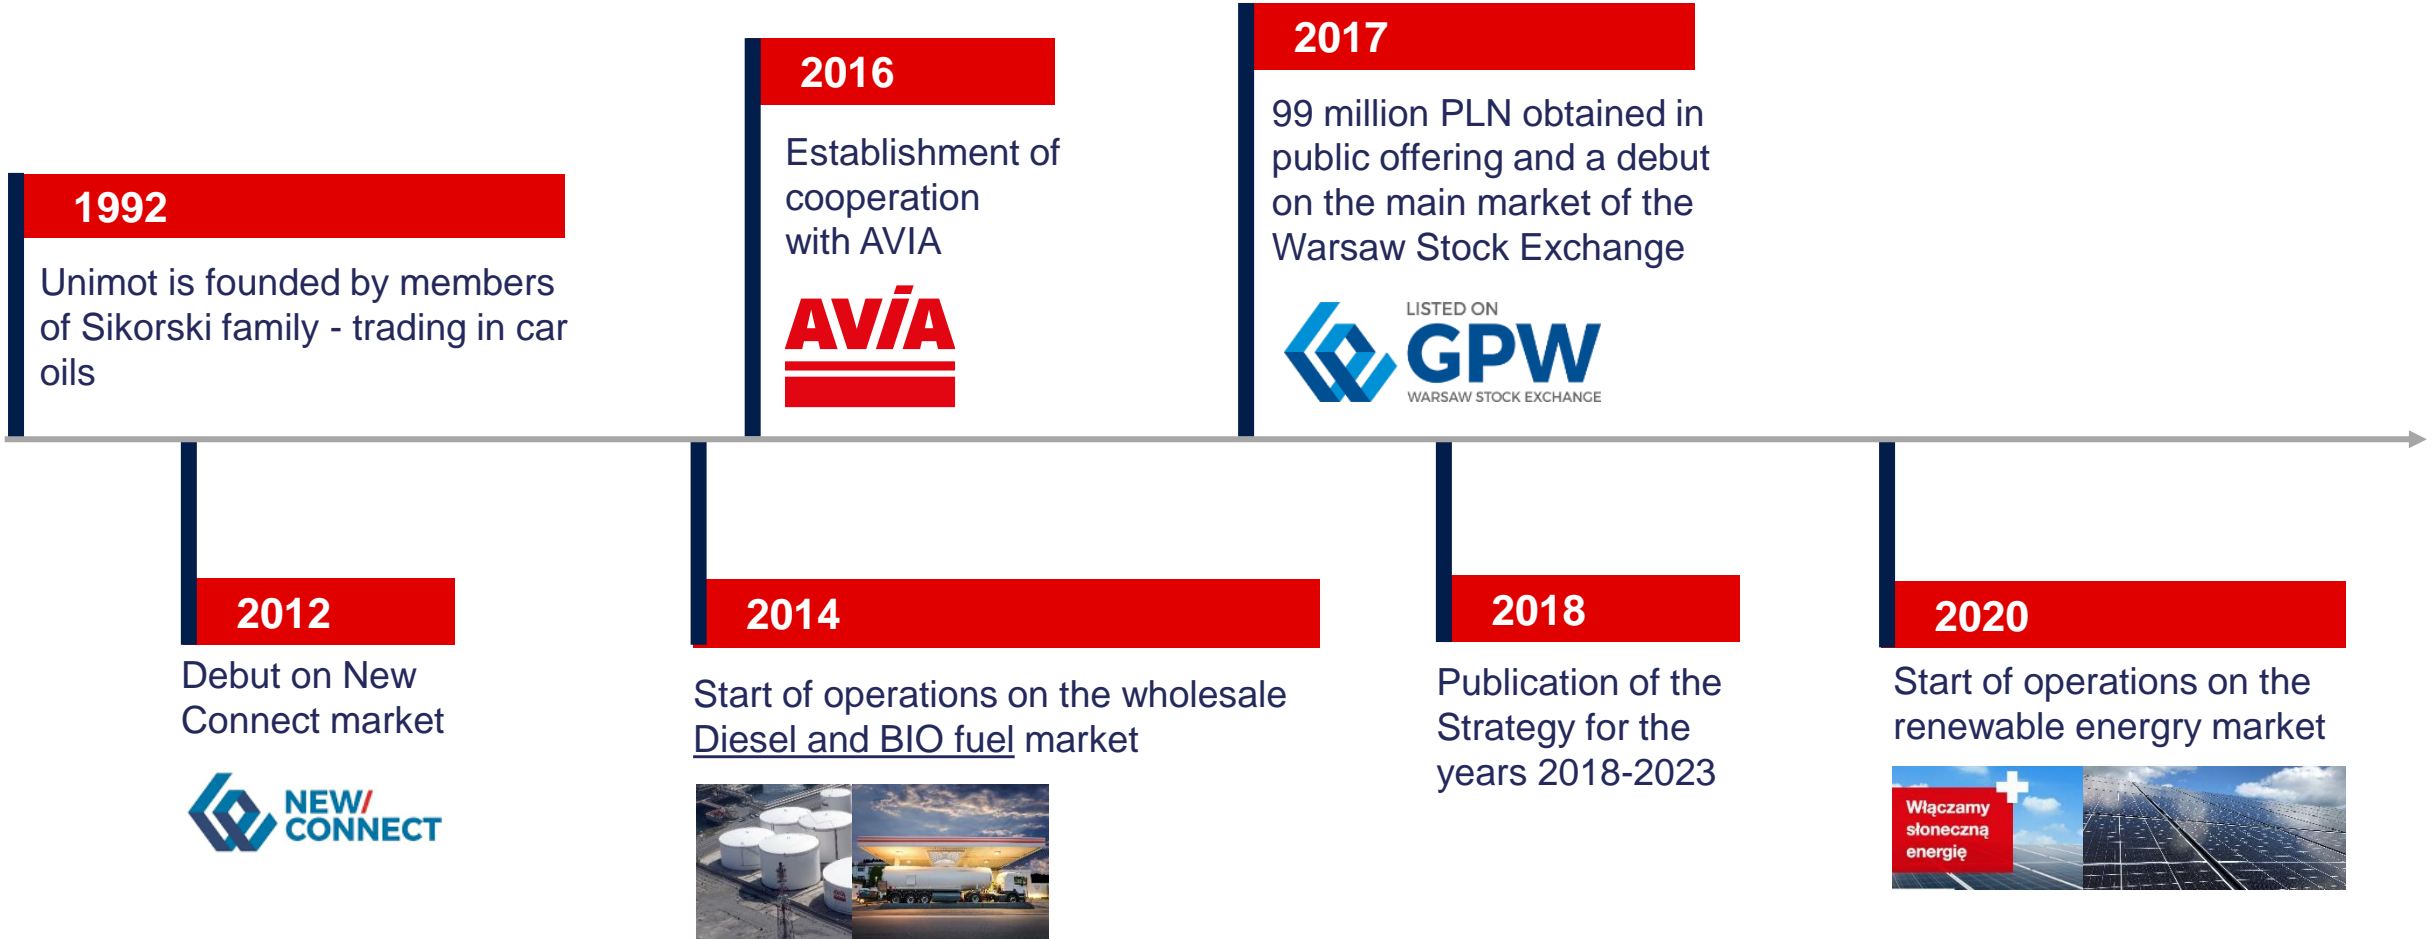 1992
Unimot is founded by members
of Sikorski family - trading in car
oils
2016
Establishment of
cooperation
with AVIA
AVIA
2017
99 million PLN obtained in
public offering and a debut
on the main market of the
Warsaw Stock Exchange
LISTED ON
GPW
WARSAW STOCK EXCHANGE
2012
Debut on New
Connect market
NEW/
CONNECT
2014
Start of operations on the wholesale
Diesel and BIO fuel market
2018
Publication of the
Strategy for the
years 2018-2023
2020
Start of operations on the
renewable energry market
Włączamy
słoneczną
energię